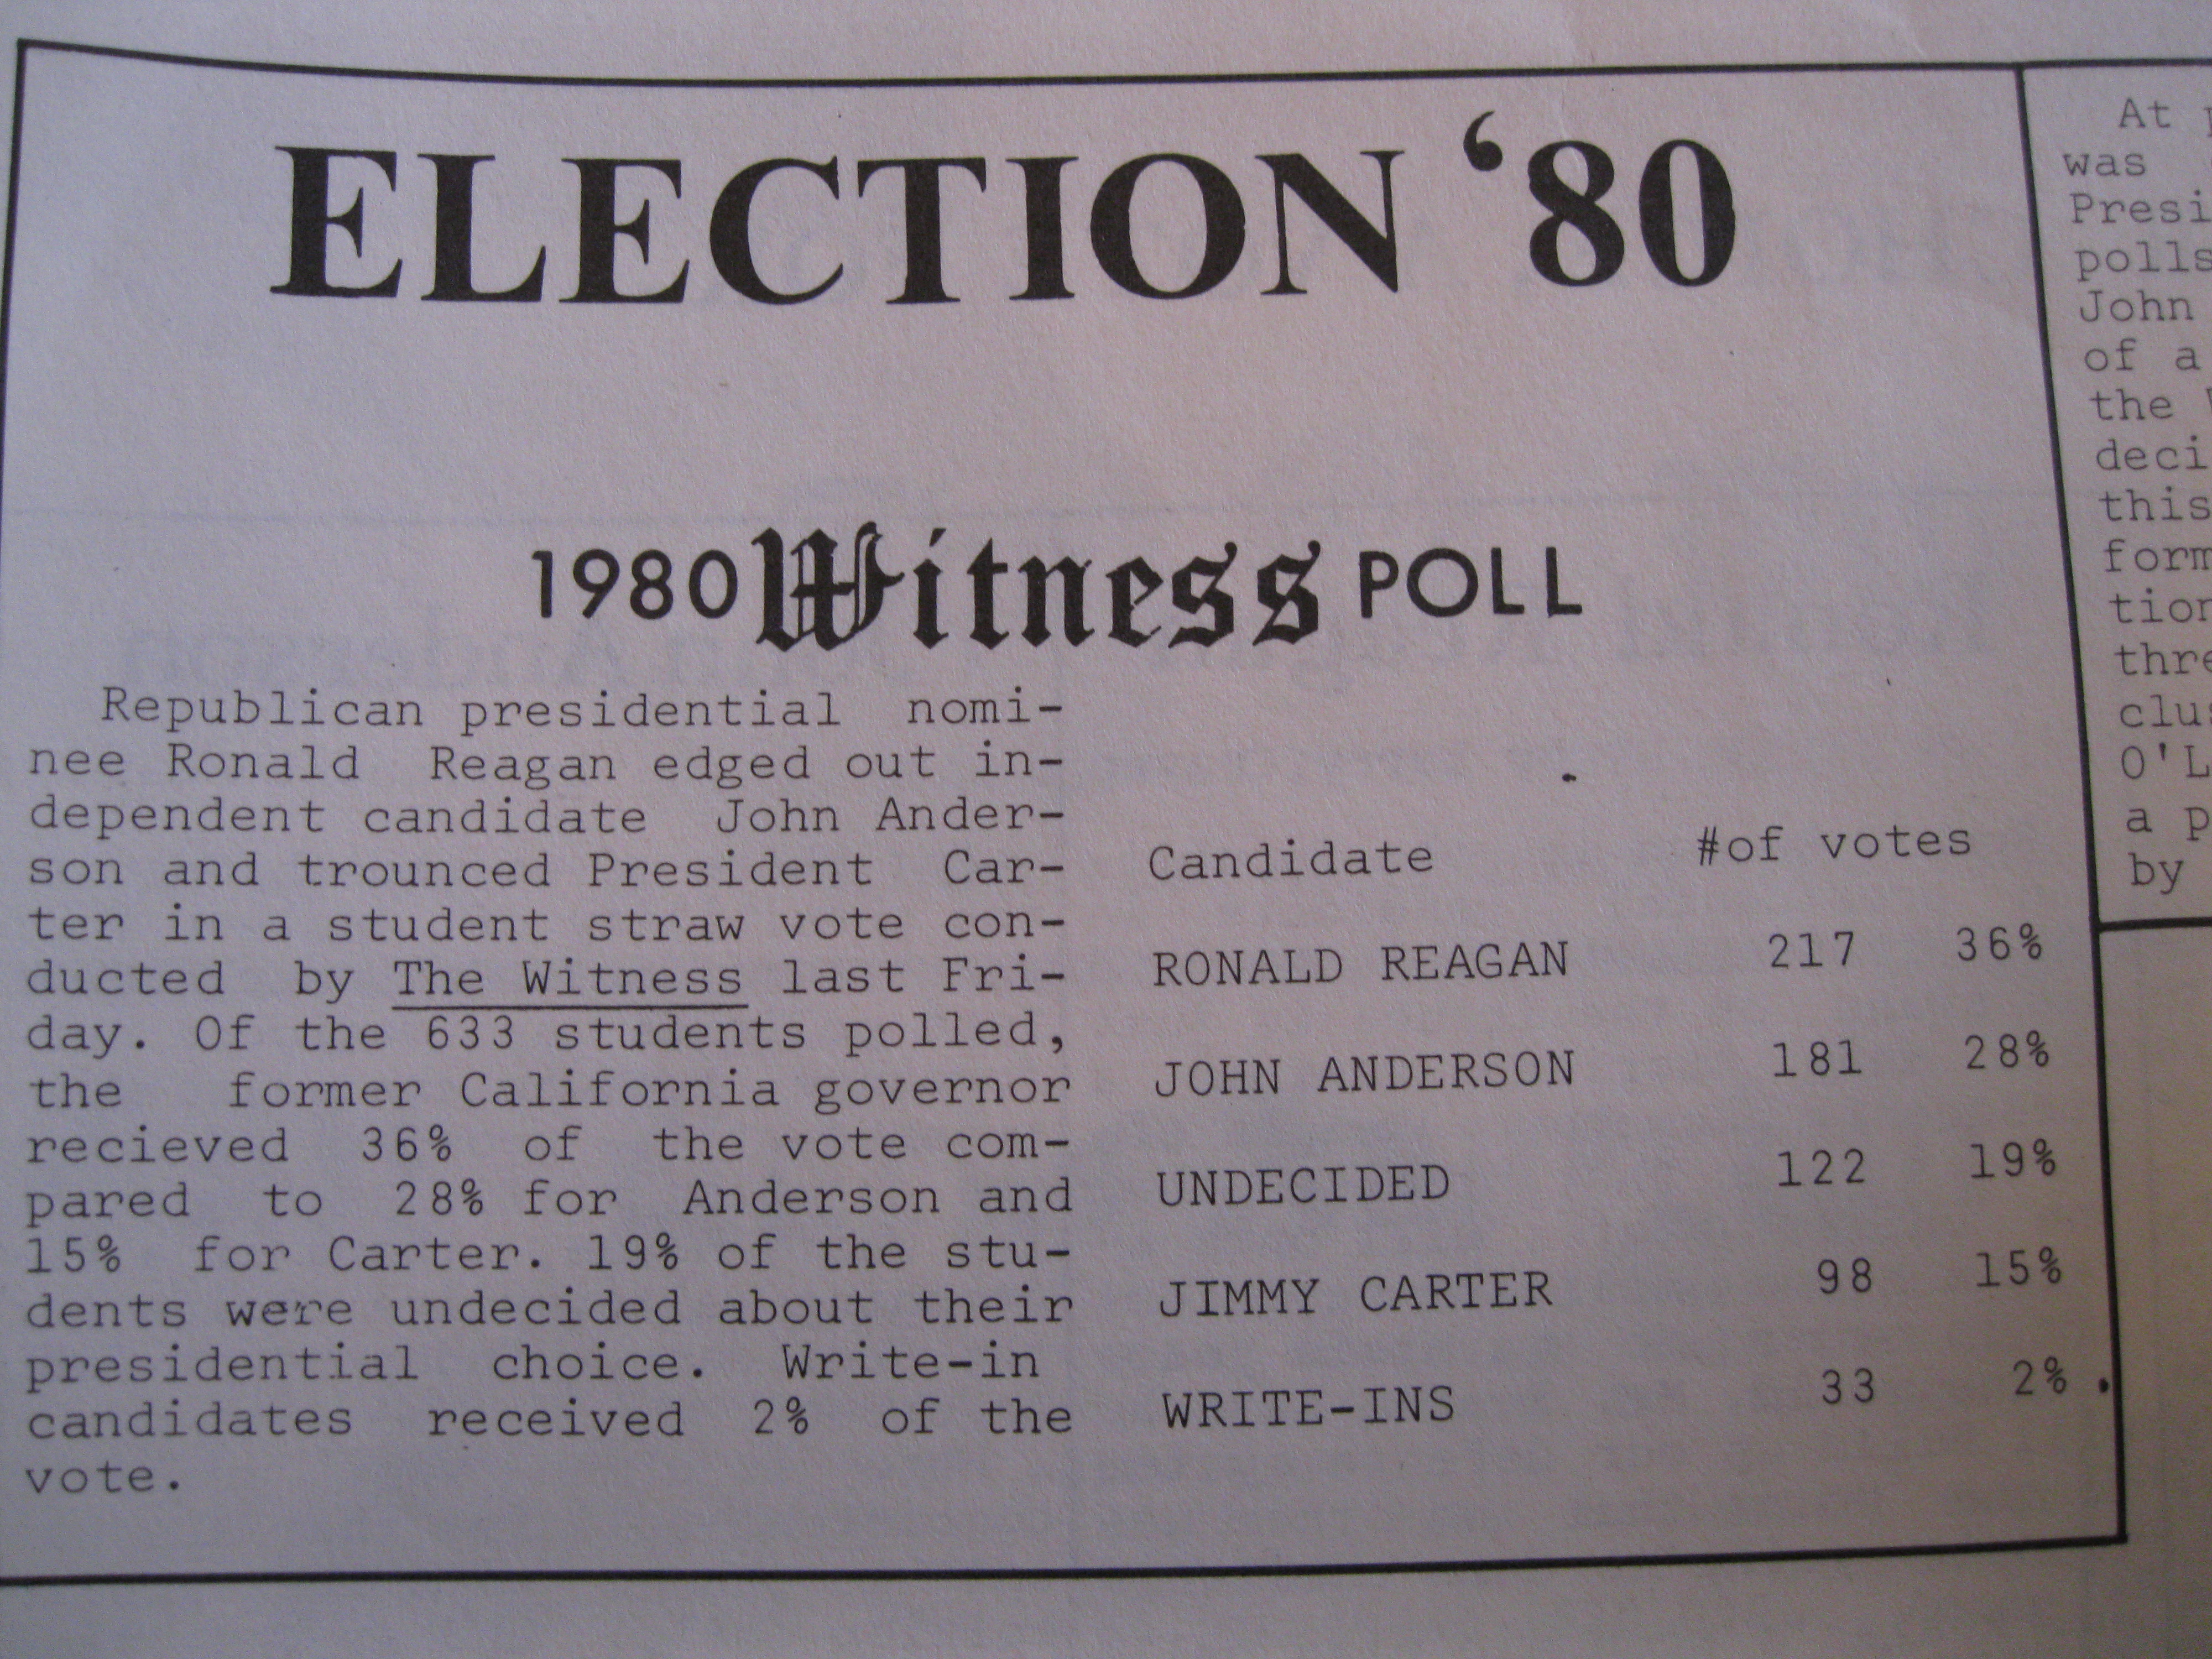 ELECTION ‘80
1980 Witness POLL
Republican presidential nomi-
nee Ronald Reagan edged out in-
dependent candidate John Ander-
son and trounced President Car-
ter in a student straw vote con-
ducted by The Witness last Fri-
day. Of the 633 students polled,
the former California governor
recieved 36% of the vote com-
pared to 28% for Anderson and
15% for Carter. 19% of the stu-
dents were undecided about their
presidential choice. Write-in
candidates received 2% of the
vote.
Candidate #of votes
RONALD REAGAN 217 36%
JOHN ANDERSON 181 28%
UNDECIDED 122 19%
JIMMY CARTER 98 15%
WRITE-INS 33 2%
At
was
Presi
polls
John
of a
the
deci
this
form
tion
thre
clus
O'L
a p
by